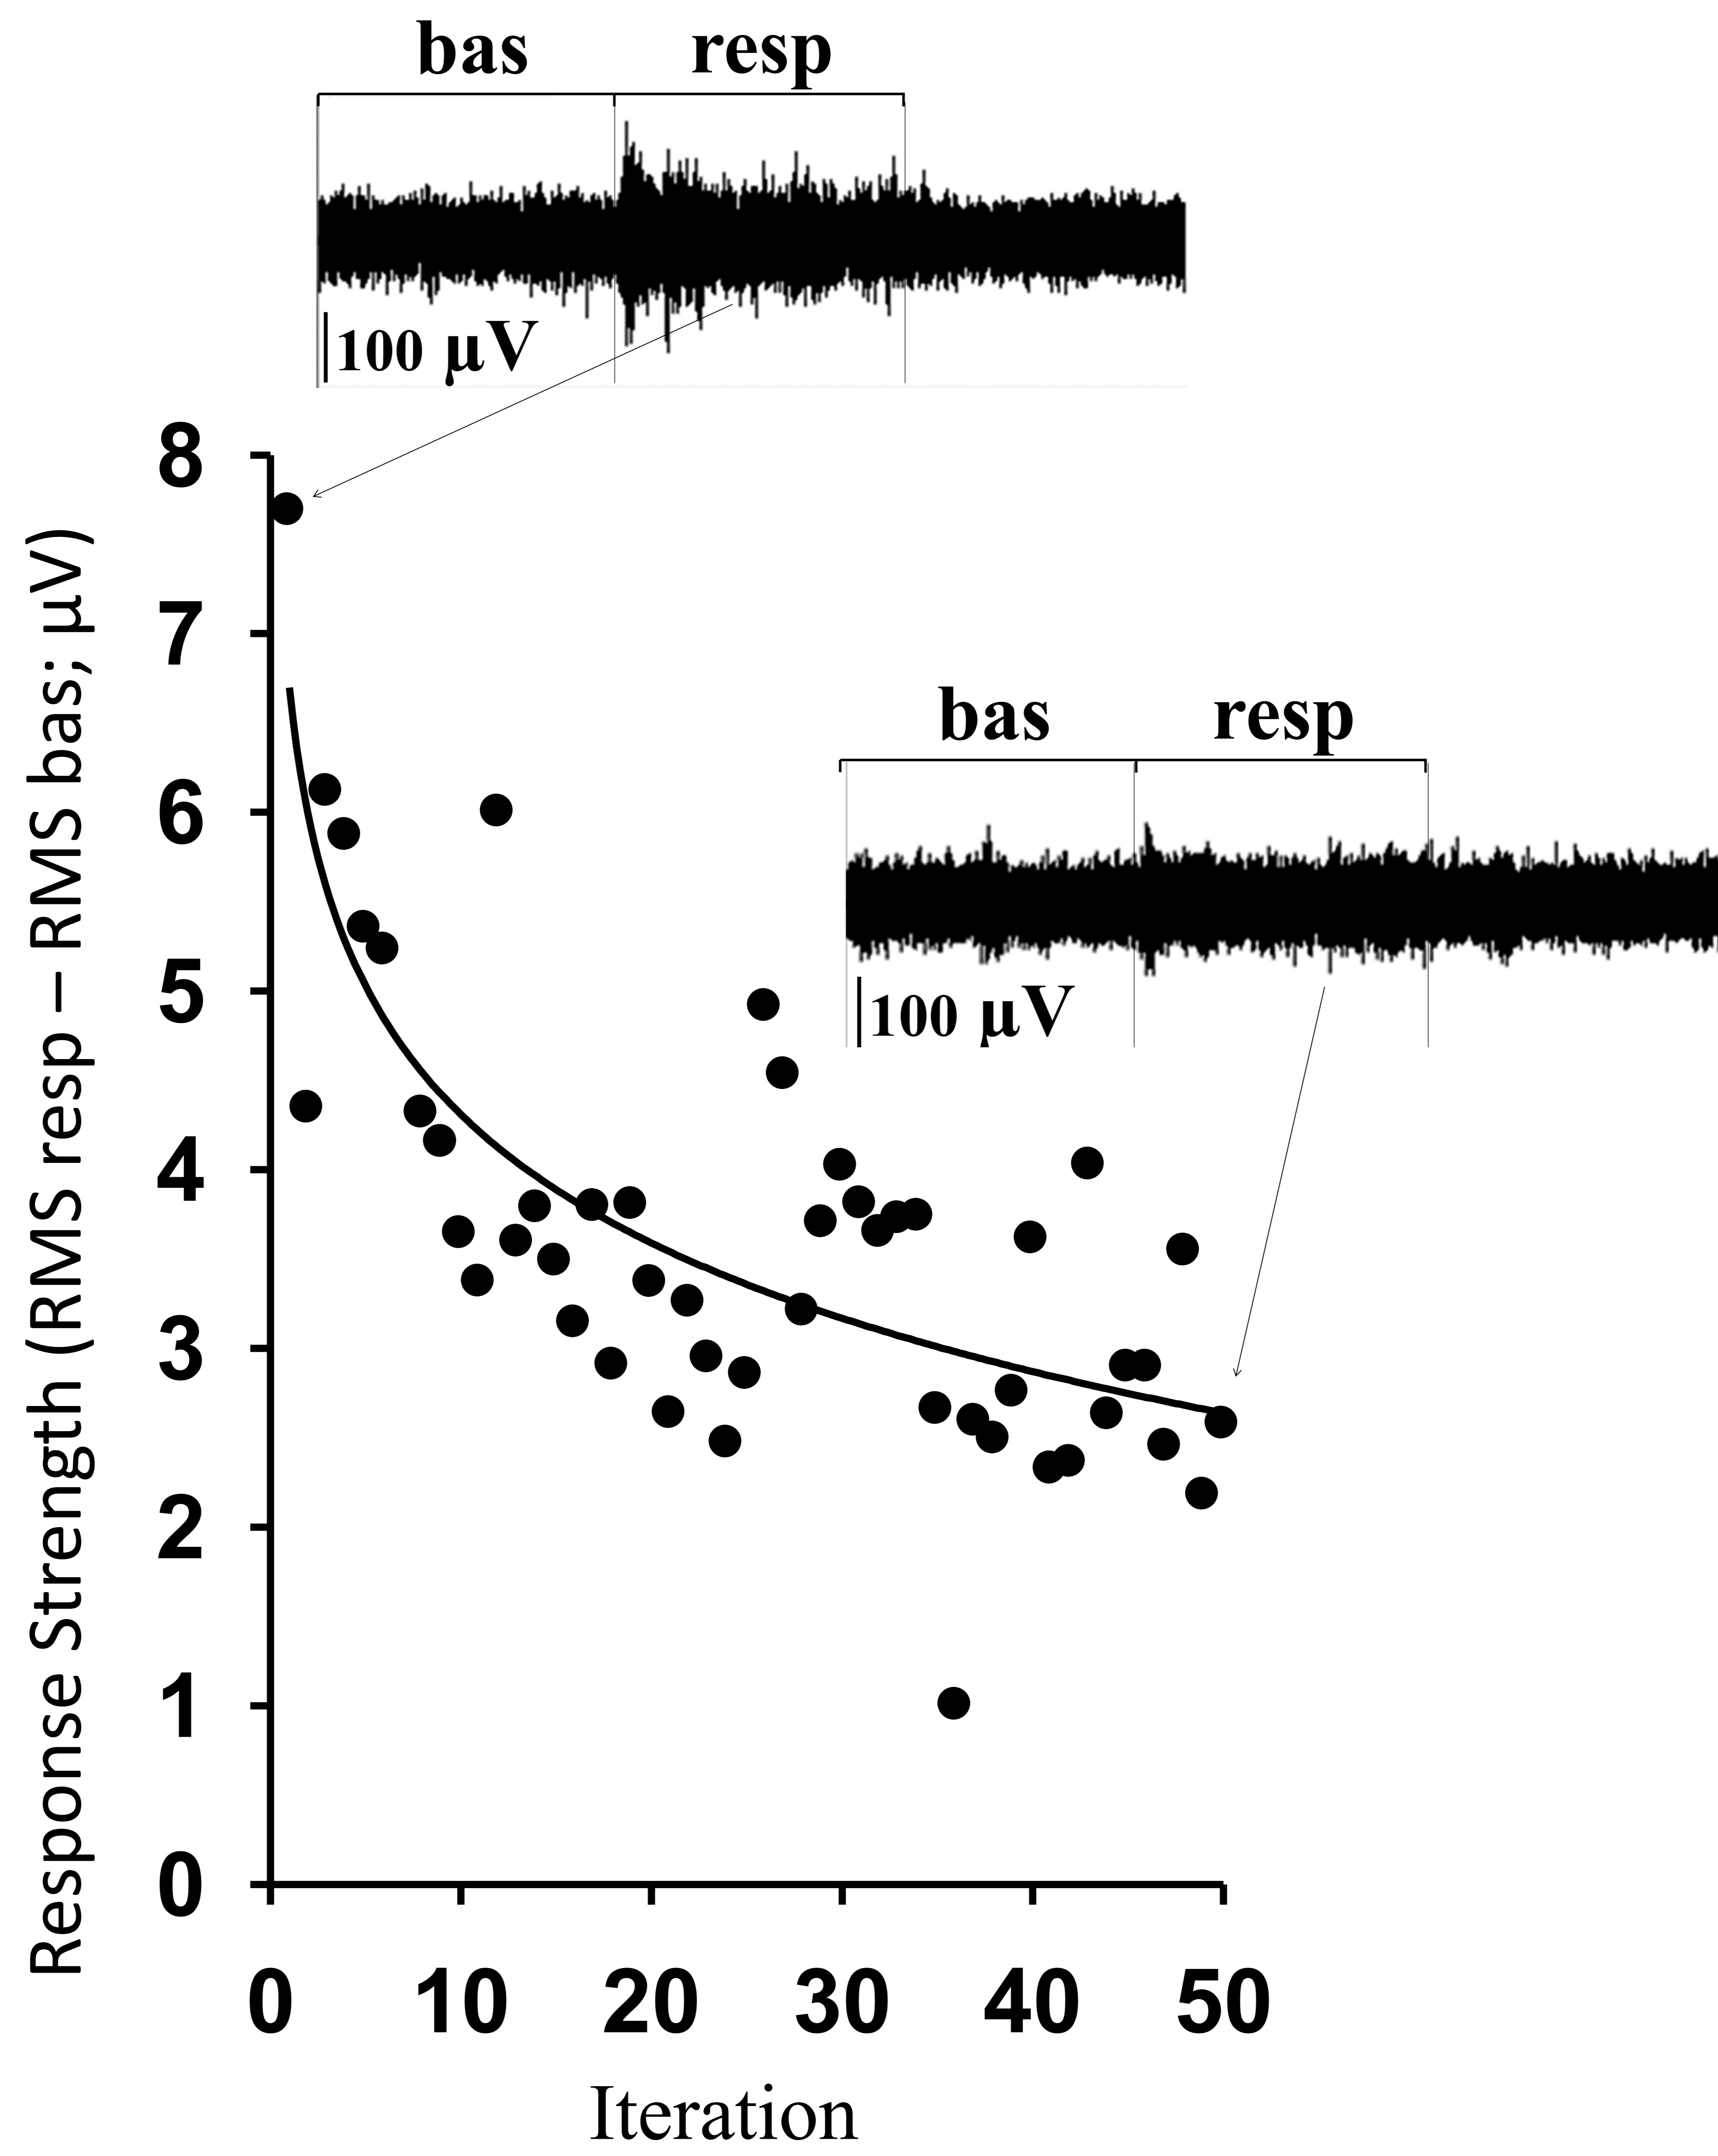 bas resp
100 µV
8
7
6
5
4
3
2
1
0
Response Strength (RMS resp – RMS bas; µV)
bas resp
100 µV
0 10 20 30 40 50
Iteration